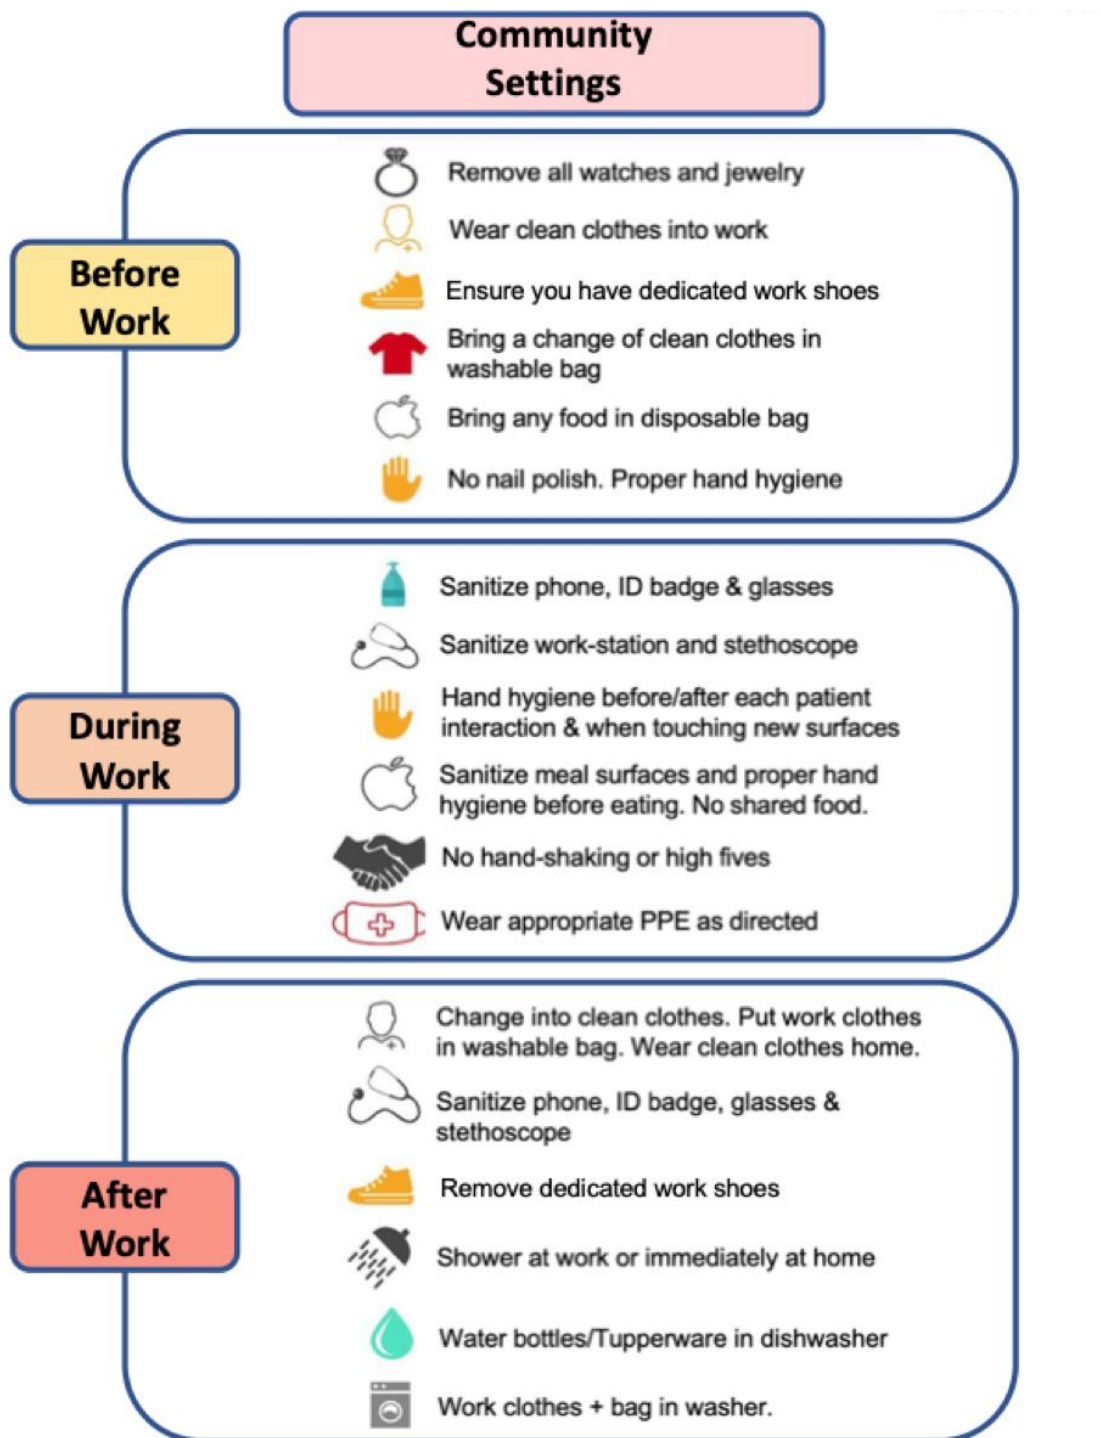 Community
Settings
Before
Work
Remove all watches and jewelry
Wear clean clothes into work
Ensure you have dedicated work shoes
Bring a change of clean clothes in
washable bag
Bring any food in disposable bag
No nail polish. Proper hand hygiene
During
Work
Sanitize phone, ID badge & glasses
Sanitize work-station and stethoscope
Hand hygiene before/after each patient
interaction & when touching new surfaces
Sanitize meal surfaces and proper hand
hygiene before eating. No shared food.
No hand-shaking or high fives
Wear appropriate PPE as directed
After
Work
Change into clean clothes. Put work clothes
in washable bag. Wear clean clothes home.
Sanitize phone, ID badge, glasses &
stethoscope
Remove dedicated work shoes
Shower at work or immediately at home
Water bottles/Tupperware in dishwasher
Work clothes + bag in washer.